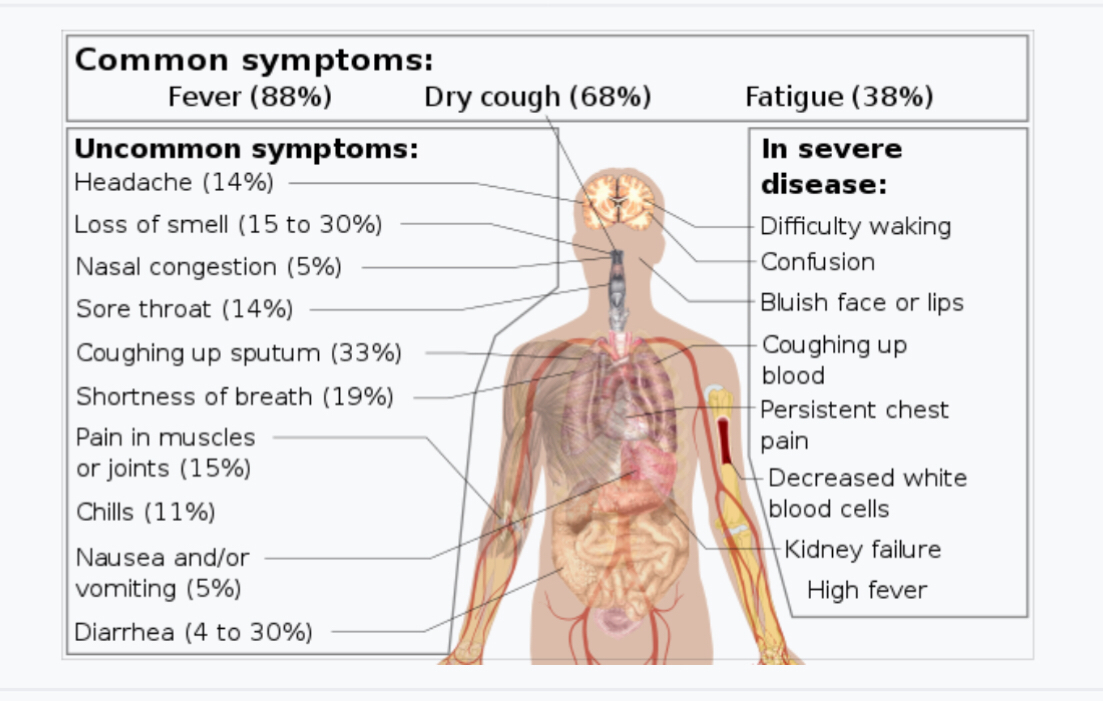 Common symptoms:
Fever (88%) Dry cough (68%) Fatigue (38%)
Uncommon symptoms:
Headache (14%)
Loss of smell (15 to 30%)
Nasal congestion (5%)
Sore throat (14%)
Coughing up sputum (33%)
Shortness of breath (19%)
Pain in muscles
or joints (15%)
Chills (11%)
Nausea and/or
vomiting (5%)
Diarrhea (4 to 30%)
In severe
disease:
Difficulty waking
Confusion
Bluish face or lips
Coughing up
blood
Persistent chest
pain
Decreased white
blood cells
Kidney failure
High fever